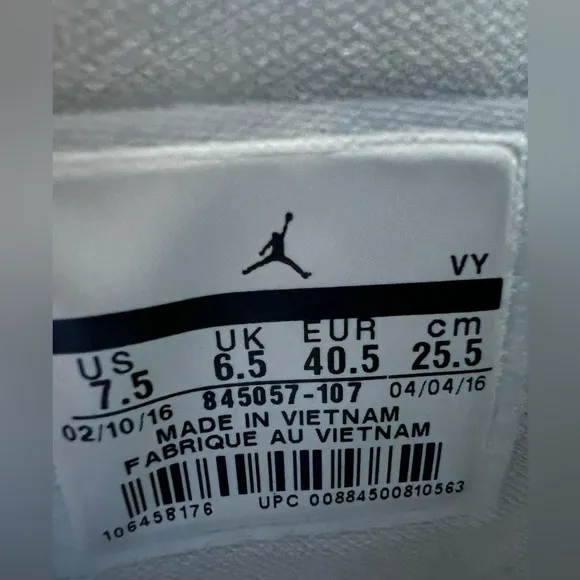 VY
US UK EUR cm
7.5 6.5 40.5 25.5
02/10/16 845057-107 04/04/16
MADE IN VIETNAM
FABRIQUE AU VIETNAM
106458176 UPC 00884500810563